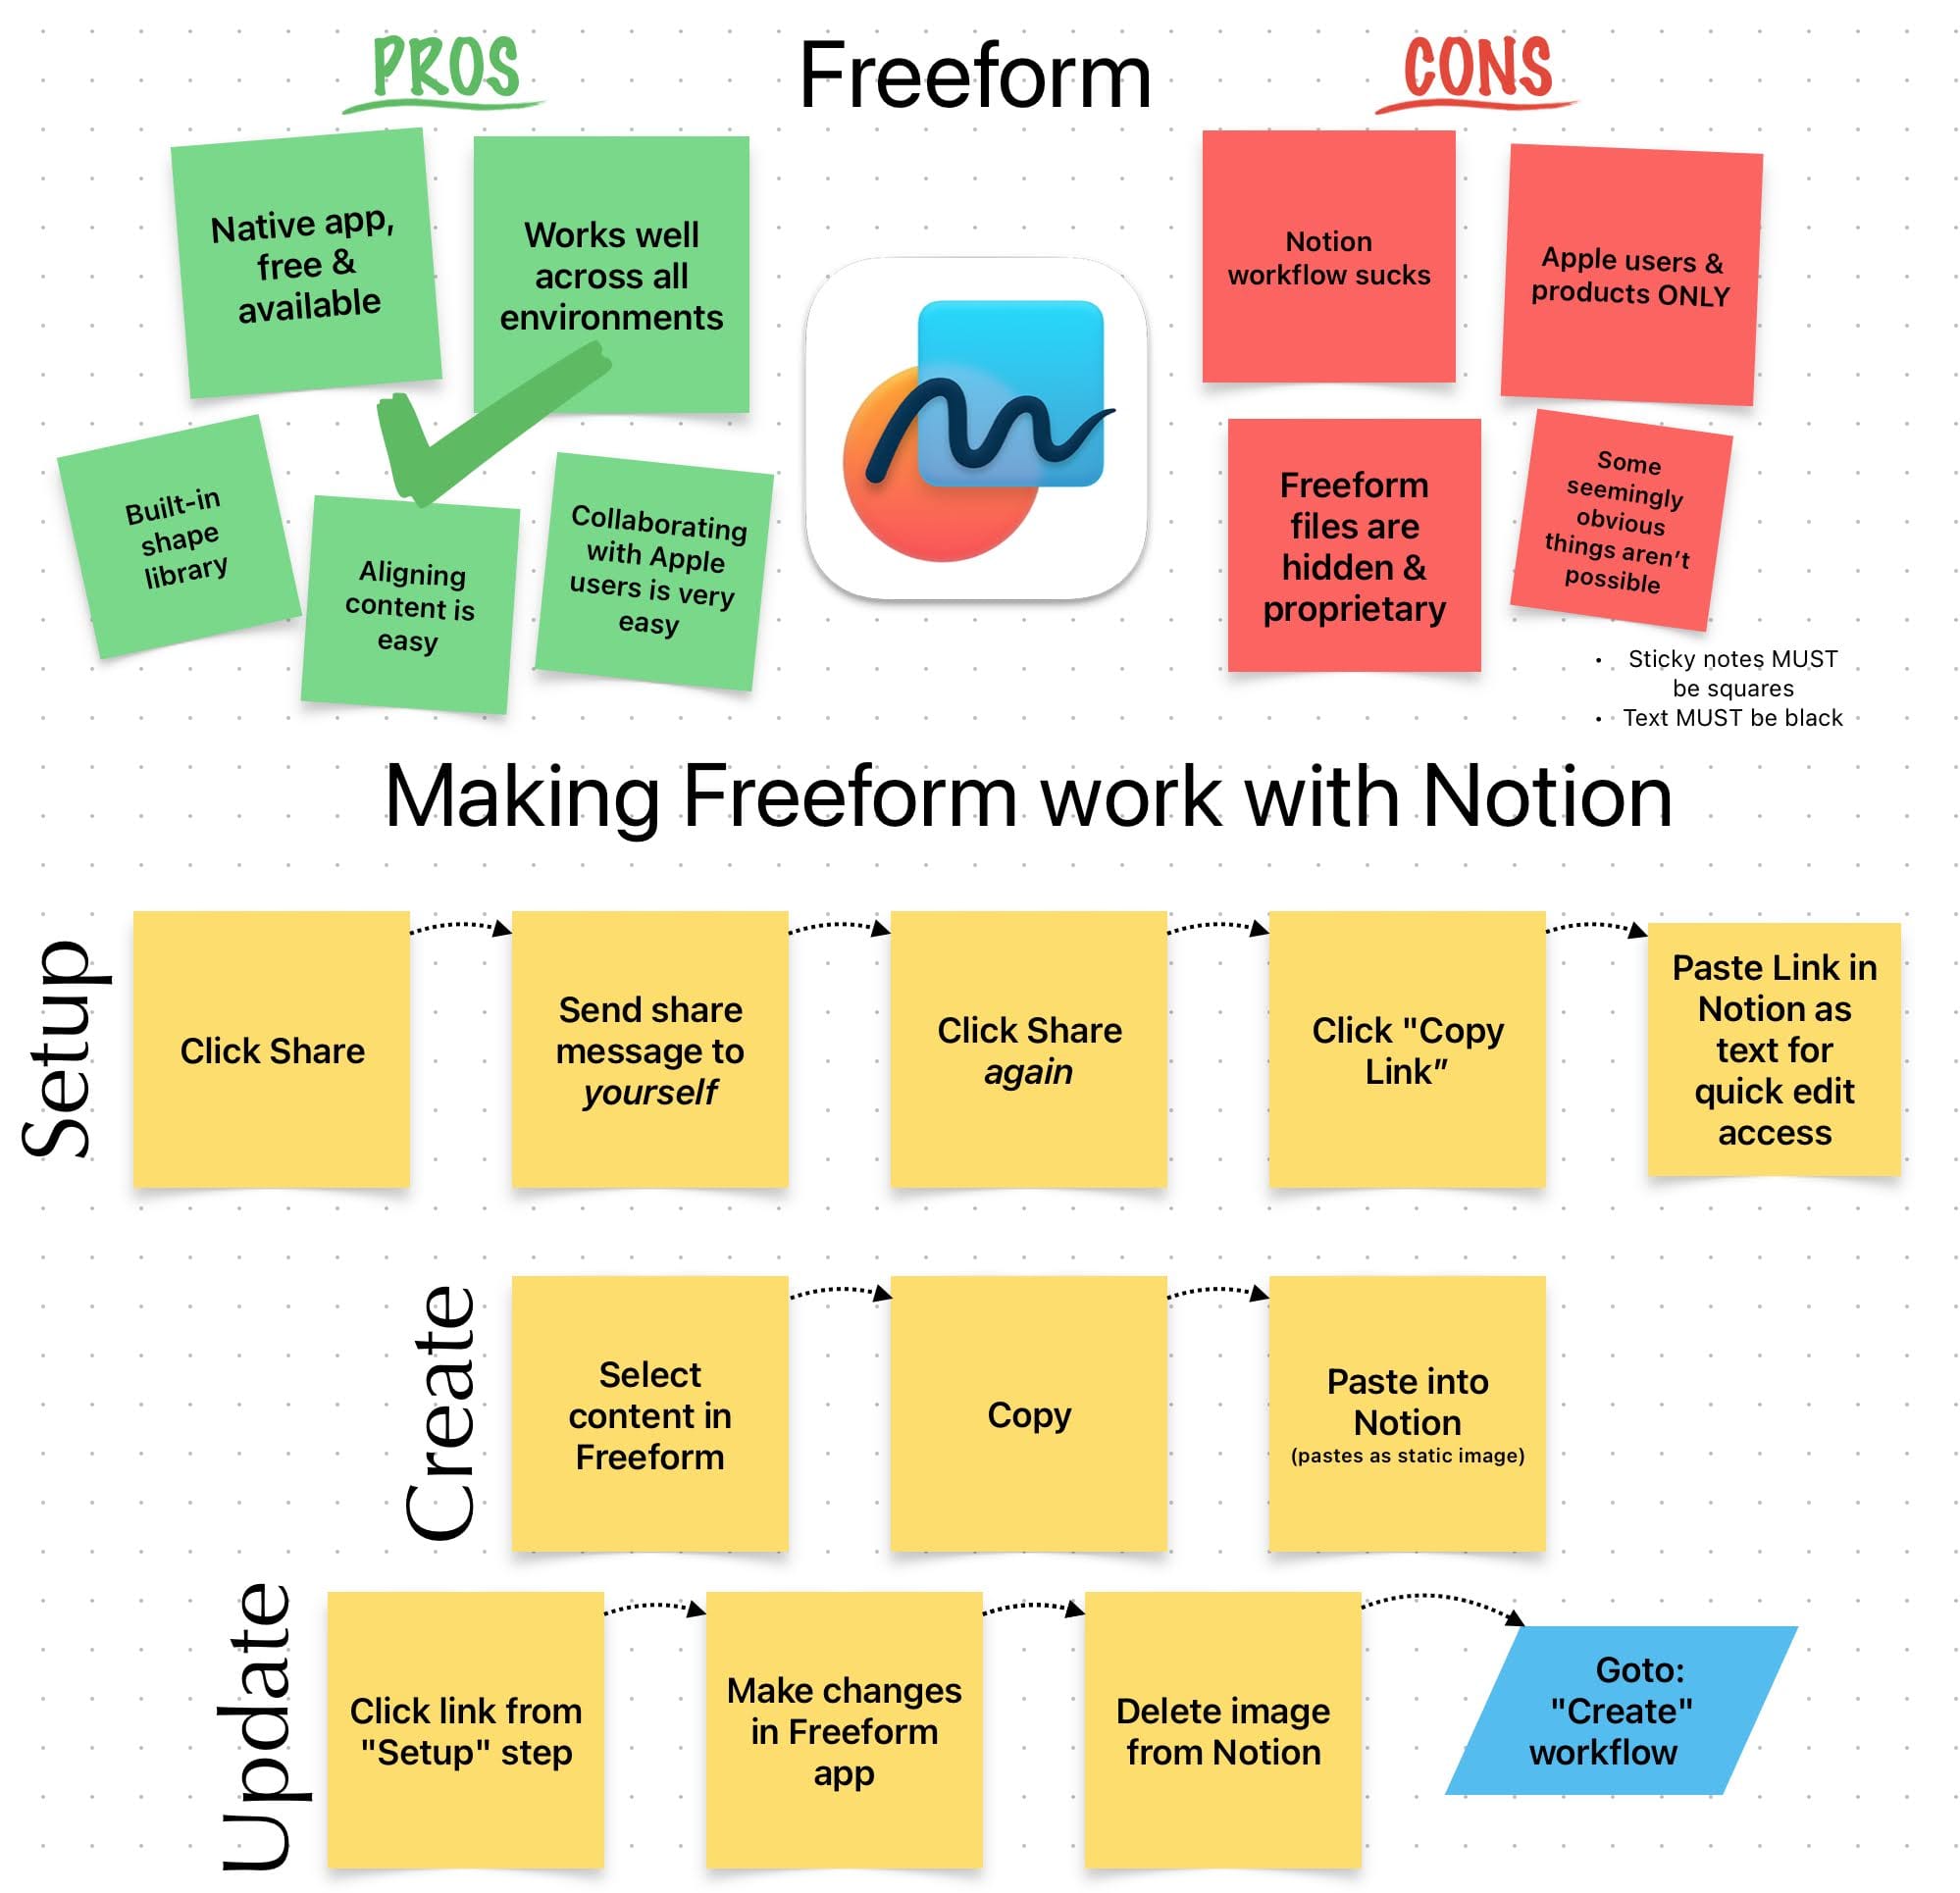 PROS
Freeform
CONS
Native app,
free &
available
Works well
across all
environments
Built-in
shape
library
Aligning
content is
easy
Collaborating
with Apple
users is very
easy
Notion
workflow sucks
Apple users &
products ONLY
Freeform
files are
hidden &
proprietary
Some
seemingly
obvious
things aren't
possible
• Sticky notes MUST
be squares
• Text MUST be black
Making Freeform work with Notion
Setup
Click Share
Send share
message to
yourself
Click Share
again
Click "Copy
Link”
Paste Link in
Notion as
text for
quick edit
access
Create
Select
content in
Freeform
Copy
Paste into
Notion
(pastes as static image)
Update
Click link from
"Setup" step
Make changes
in Freeform
app
Delete image
from Notion
Goto:
"Create"
workflow